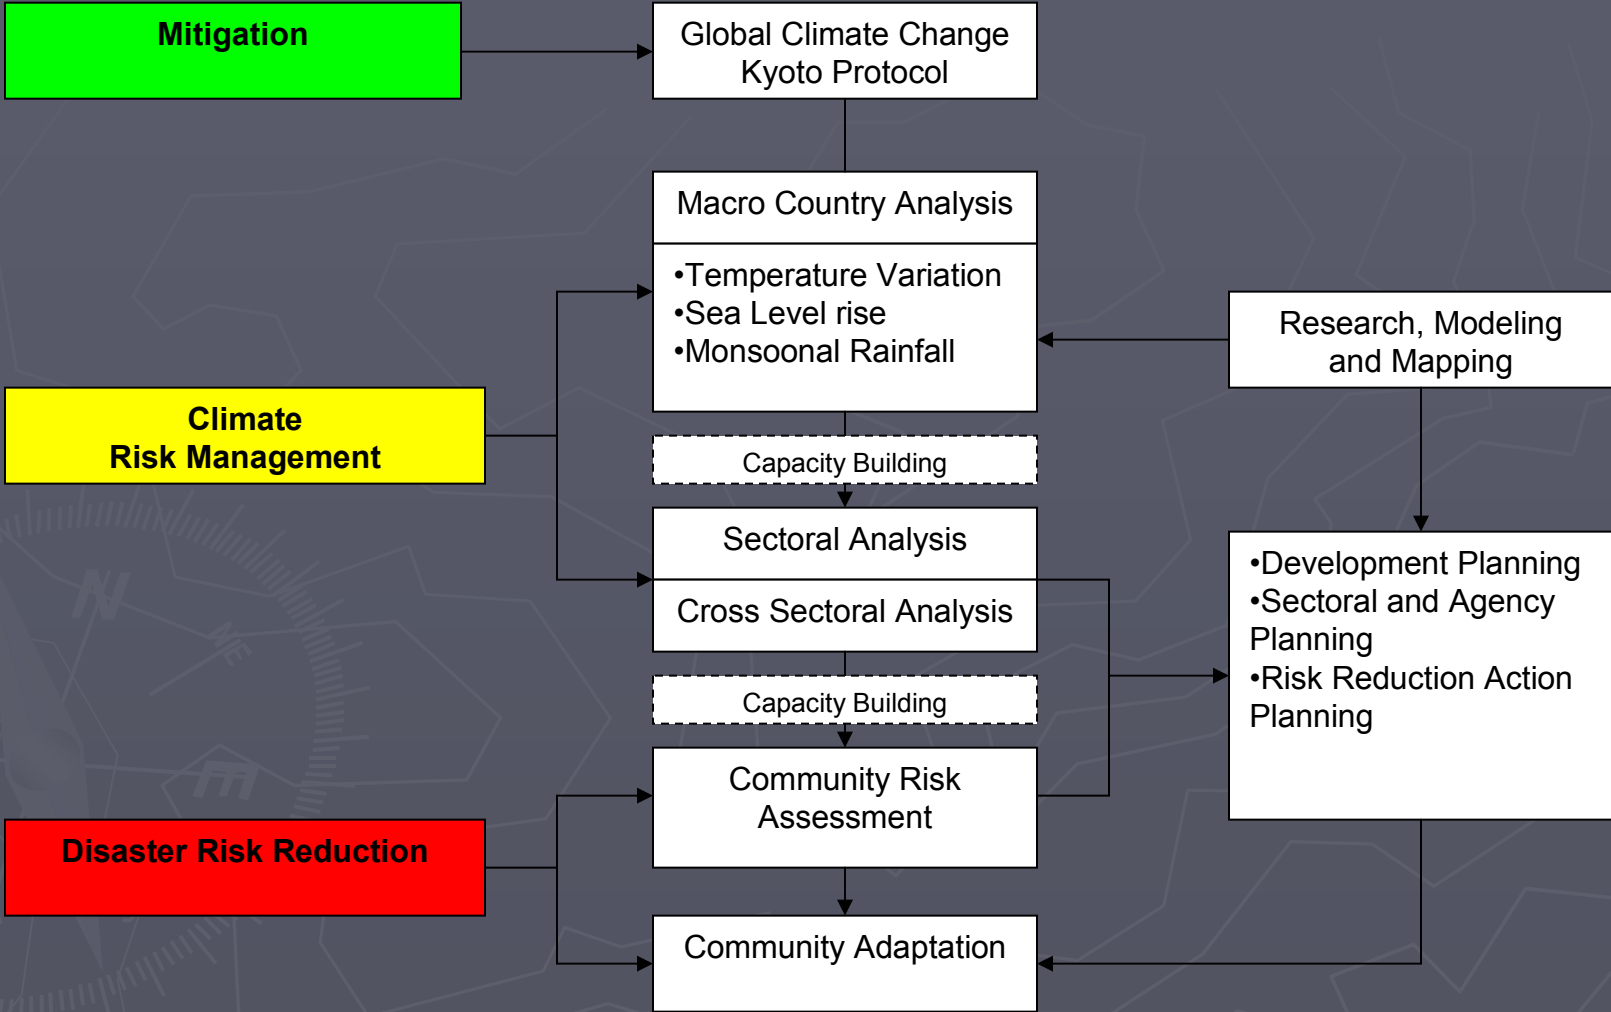 Mitigation
Global Climate Change
Kyoto Protocol
Macro Country Analysis
•Temperature Variation
•Sea Level rise
•Monsoonal Rainfall
Research, Modeling
and Mapping
Climate
Risk Management
Capacity Building
Sectoral Analysis
Cross Sectoral Analysis
•Development Planning
•Sectoral and Agency
Planning
•Risk Reduction Action
Planning
Capacity Building
Community Risk
Assessment
Disaster Risk Reduction
Community Adaptation
N
NE
E